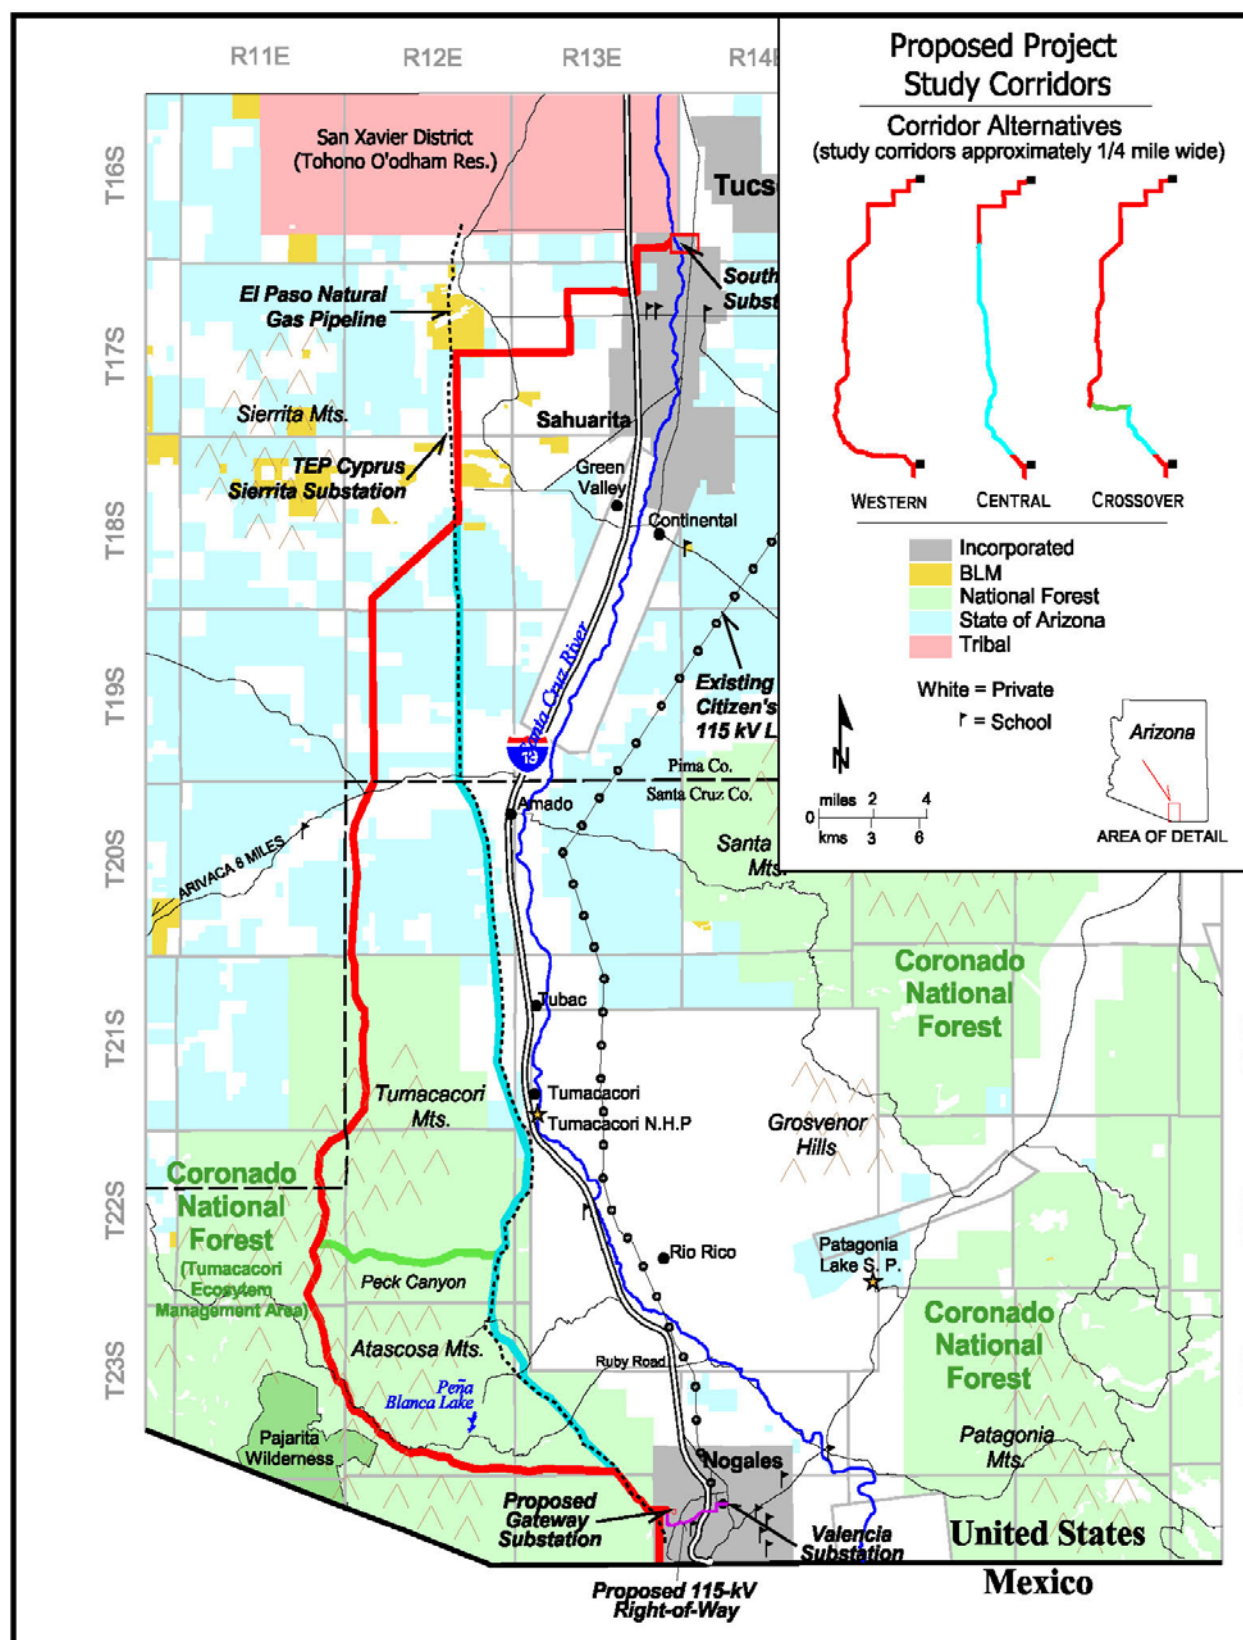 R11E
R12E
R13E
R14E
Proposed Project
Study Corridors
Corridor Alternatives
(study corridors approximately 1/4 mile wide)
WESTERN
CENTRAL
CROSSOVER
Incorporated
BLM
National Forest
State of Arizona
Tribal
White = Private
= School
N
miles 2 4
0
kms 3 6
Arizona
AREA OF DETAIL
T16S
T17S
T18S
T19S
T20S
T21S
T22S
T23S
San Xavier District
(Tohono O'odham Res.)
Tucs
South
Subst
El Paso Natural
Gas Pipeline
Sierrita Mts.
Sahuarita
TEP Cyprus
Sierrita Substation
Green
Valley
Continental
Santa Cruz River
Existing
Citizen's
115 kV L
19
Pima Co.
Santa Cruz Co.
Amado
ARIVACA 6 MILES
Santa
Mts.
Coronado
National
Forest
Tubac
Tumacacori
Mts.
Tumacacori
Tumacacori N.H.P
Grosvenor
Hills
Coronado
National
Forest
(Tumacacori
Ecosytem
Management Area)
Peck Canyon
Rio Rico
Patagonia
Lake S. P.
Atascosa Mts.
Ruby Road
Coronado
National
Forest
Peña
Blanca Lake
Pajarita
Wilderness
Nogales
Patagonia
Mts.
Proposed
Gateway
Substation
Valencia
Substation
United States
Mexico
Proposed 115-kV
Right-of-Way